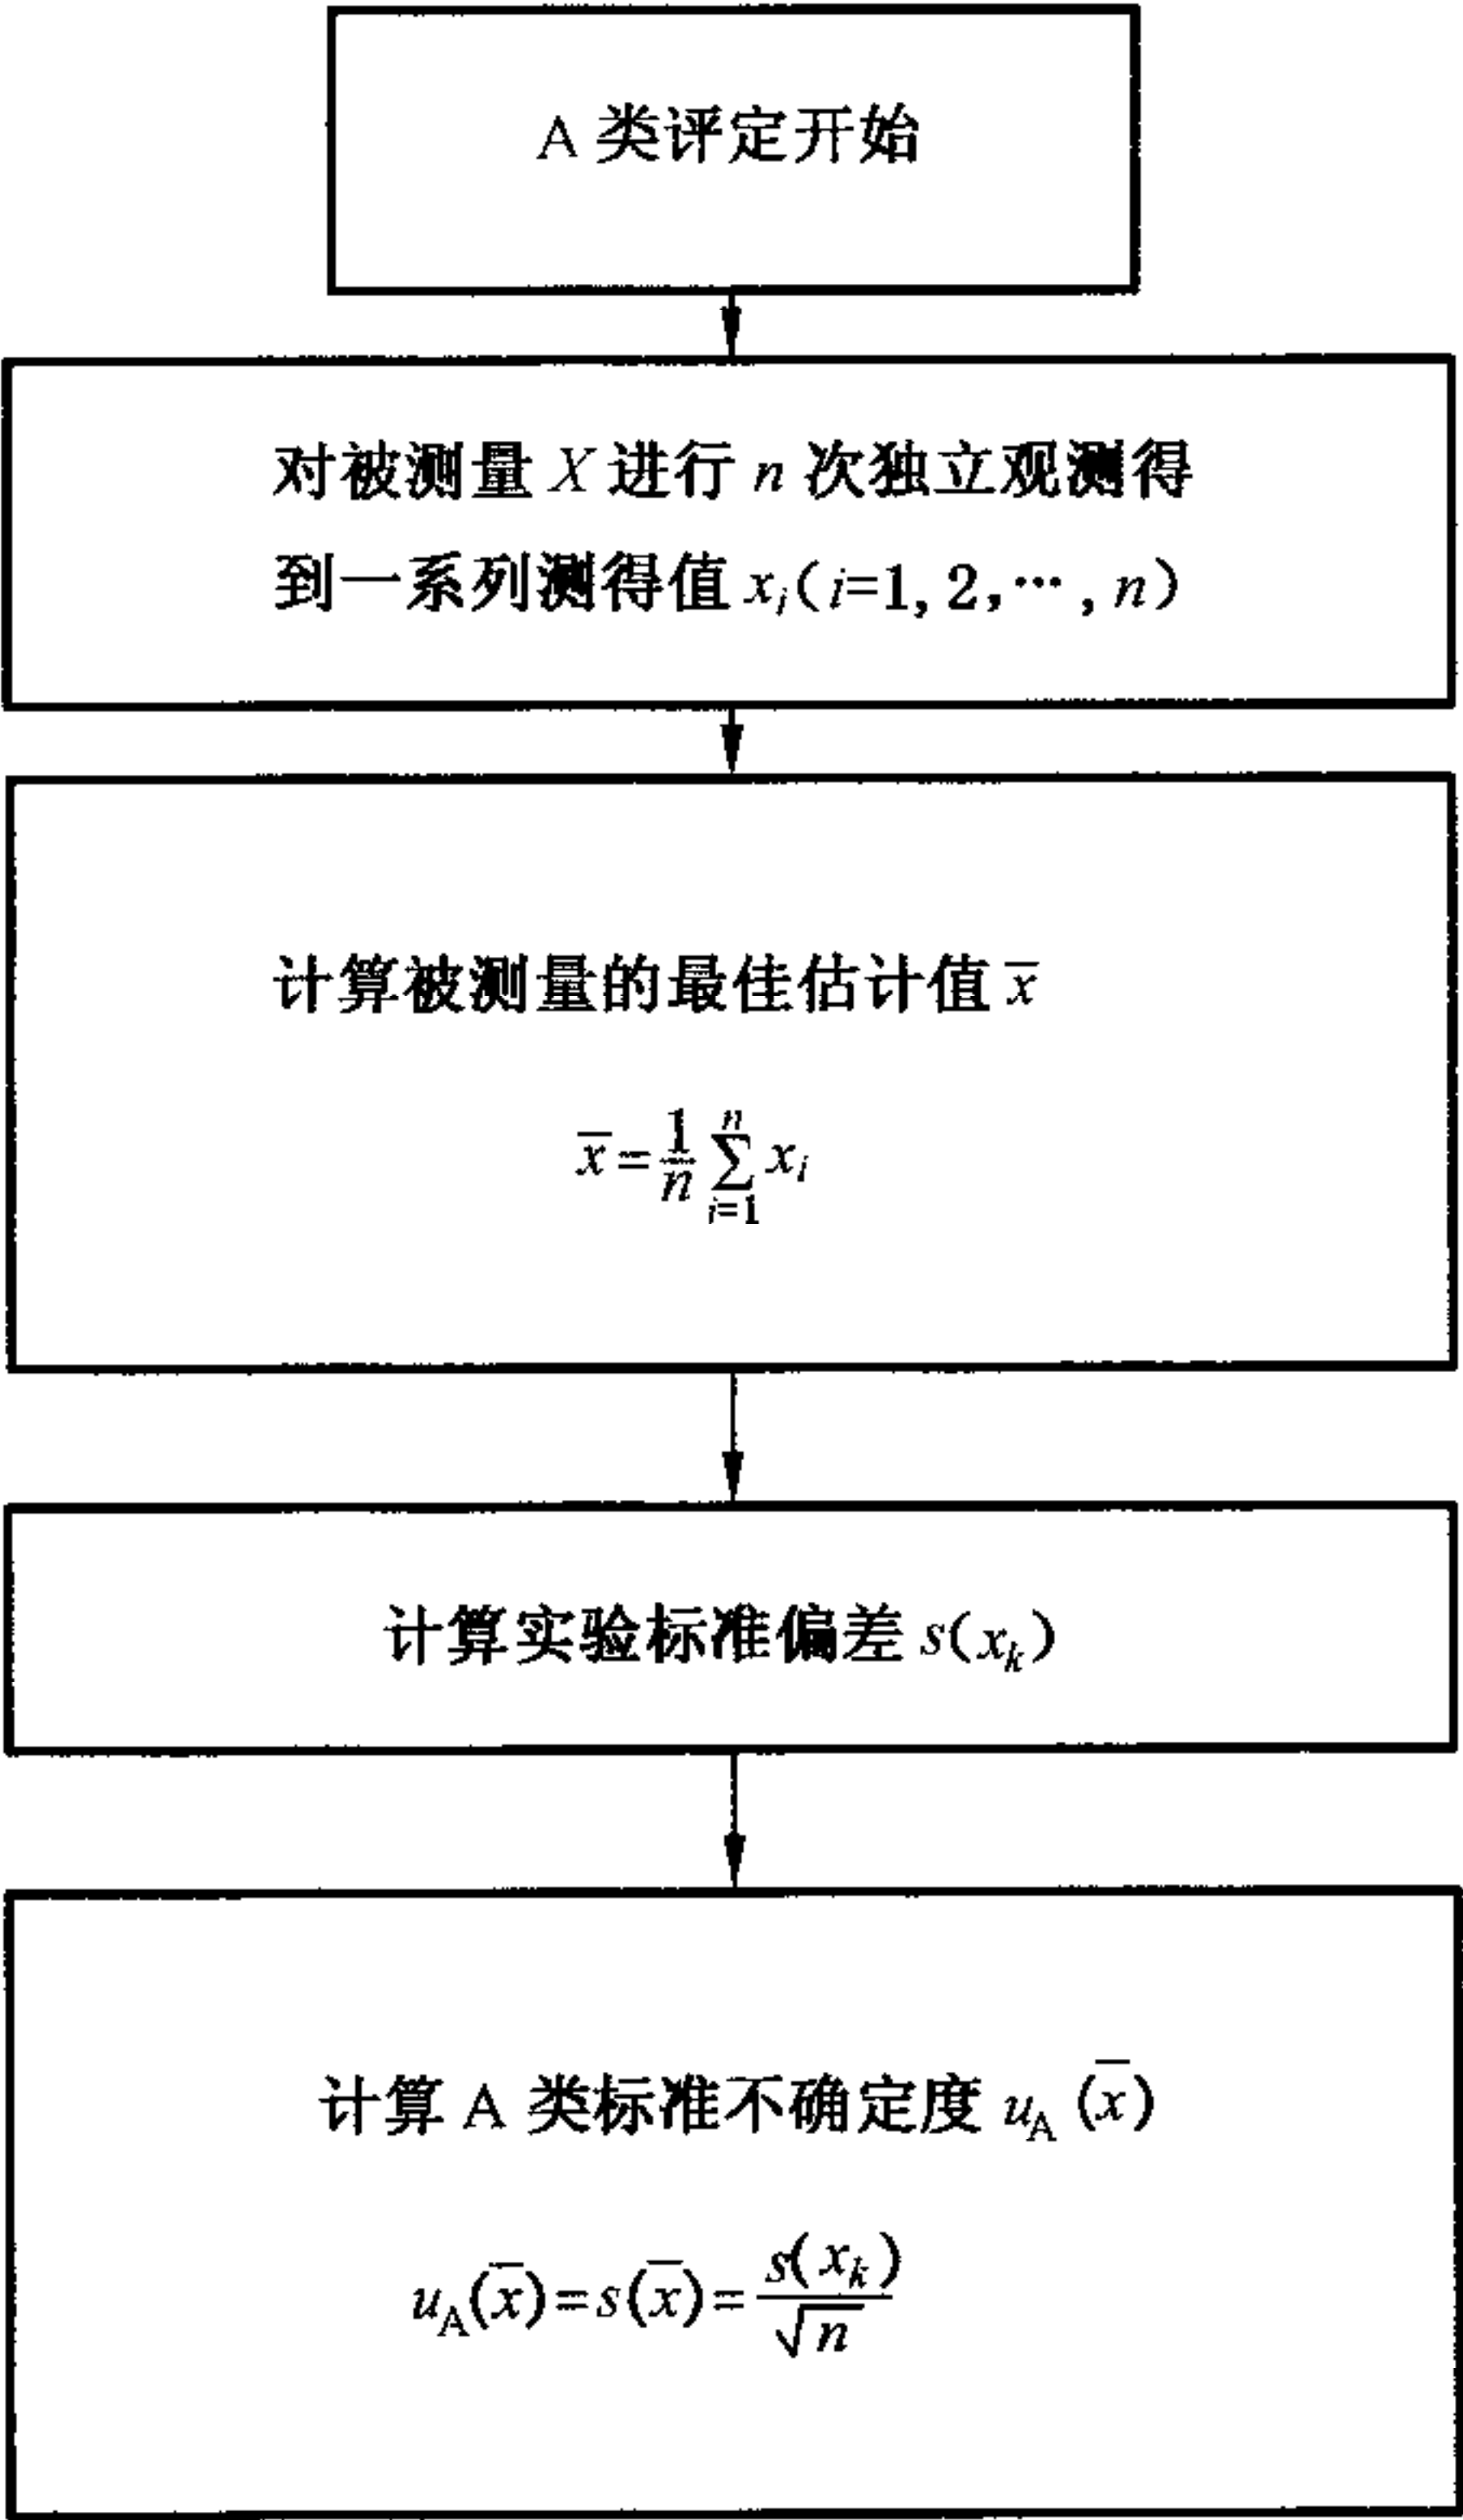 A 类评定开始
对被测量 X 进行 n 次独立观测得
到一系列测得值 xᵢ(i=1,2,…,n)
计算被测量的最佳估计值 x̄
x̄=1/n ∑ᵢ₌₁ⁿ xᵢ
计算实验标准偏差 s(xₖ)
计算 A 类标准不确定度 u_A(x̄)
u_A(x̄)=s(x̄)=s(xₖ)/√n